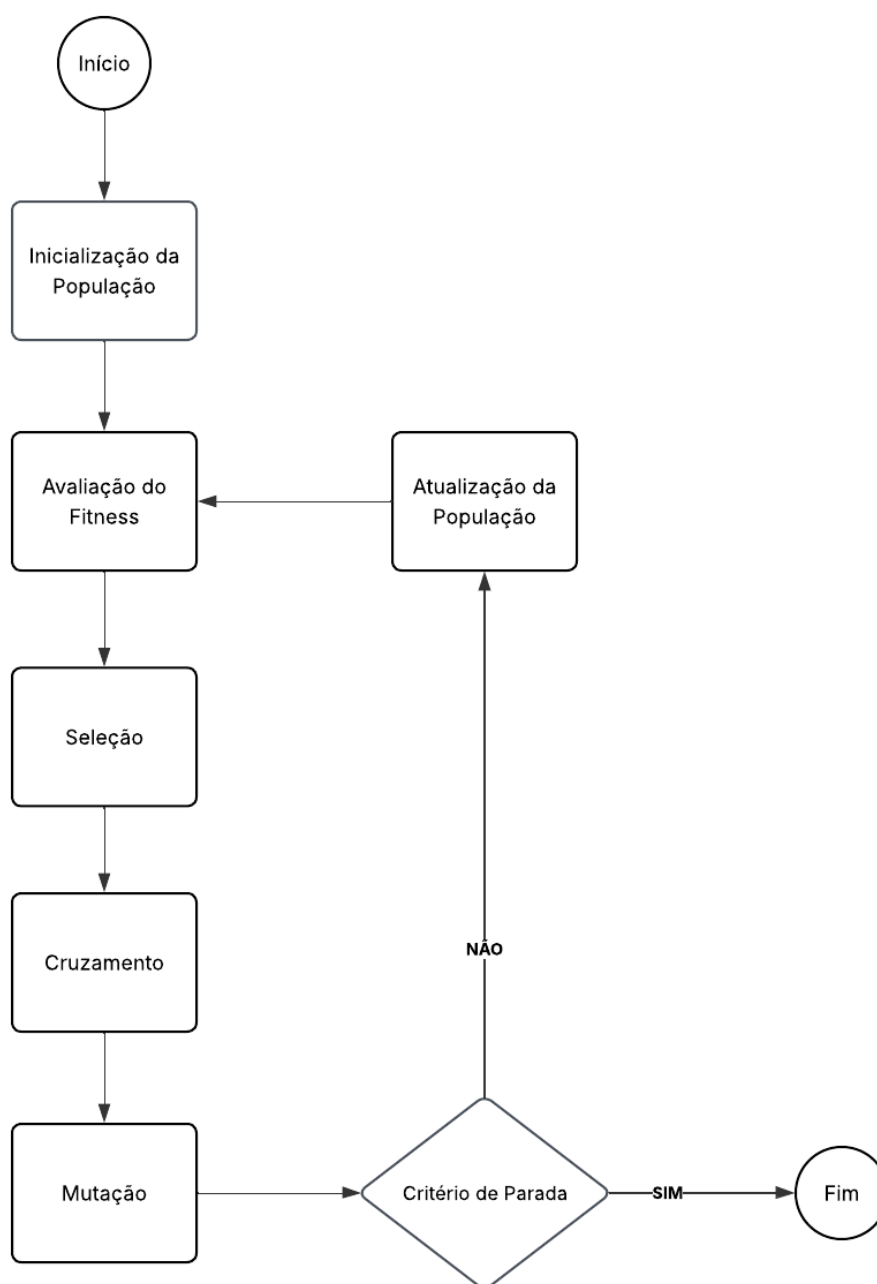 Início
Inicialização da
População
Avaliação do
Fitness
Atualização da
População
Seleção
Cruzamento
NÃO
Mutação
Critério de Parada
SIM
Fim